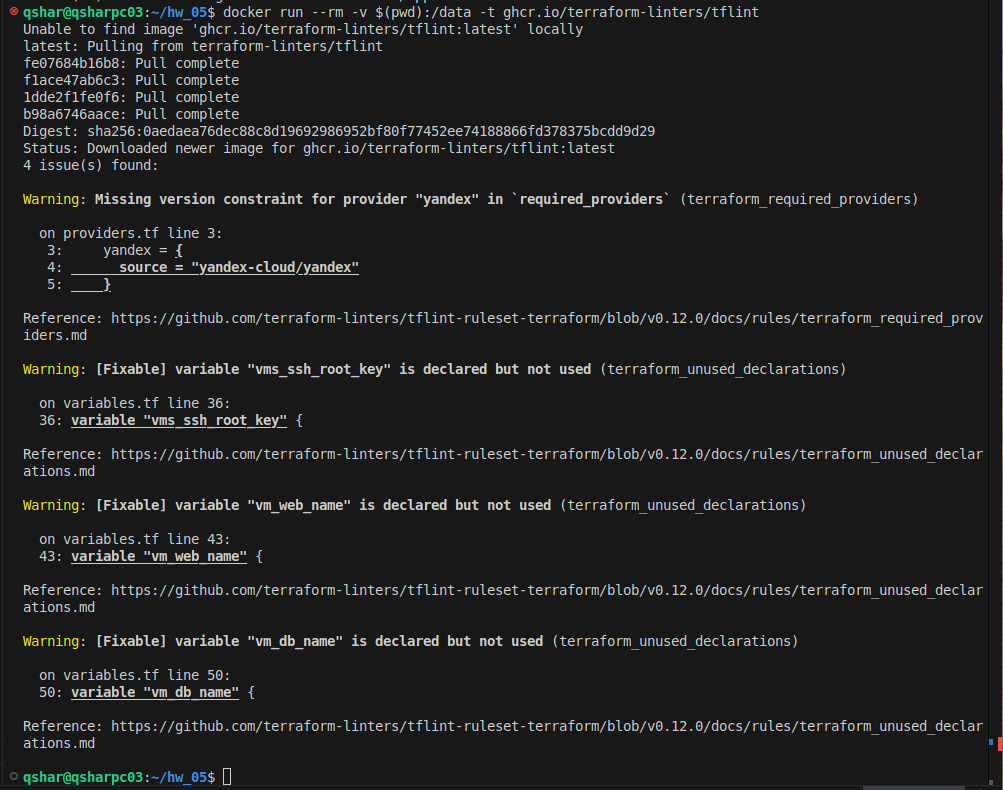 qshar@qsharpc03:~/hw_05$ docker run --rm -v $(pwd):/data -t ghcr.io/terraform-linters/tflint
Unable to find image 'ghcr.io/terraform-linters/tflint:latest' locally
latest: Pulling from terraform-linters/tflint
fe07684b16b8: Pull complete
f1ace47ab6c3: Pull complete
1dde2f1fe0f6: Pull complete
b98a6746aace: Pull complete
Digest: sha256:0aedaea76dec88c8d19692986952bf80f77452ee74188866fd378375bcdd9d29
Status: Downloaded newer image for ghcr.io/terraform-linters/tflint:latest
4 issue(s) found:

Warning: Missing version constraint for provider "yandex" in `required_providers` (terraform_required_providers)

  on providers.tf line 3:
   3:     yandex = {
   4:       source = "yandex-cloud/yandex"
   5:     }

Reference: https://github.com/terraform-linters/tflint-ruleset-terraform/blob/v0.12.0/docs/rules/terraform_required_prov
iders.md

Warning: [Fixable] variable "vms_ssh_root_key" is declared but not used (terraform_unused_declarations)

  on variables.tf line 36:
  36: variable "vms_ssh_root_key" {

Reference: https://github.com/terraform-linters/tflint-ruleset-terraform/blob/v0.12.0/docs/rules/terraform_unused_declar
ations.md

Warning: [Fixable] variable "vm_web_name" is declared but not used (terraform_unused_declarations)

  on variables.tf line 43:
  43: variable "vm_web_name" {

Reference: https://github.com/terraform-linters/tflint-ruleset-terraform/blob/v0.12.0/docs/rules/terraform_unused_declar
ations.md

Warning: [Fixable] variable "vm_db_name" is declared but not used (terraform_unused_declarations)

  on variables.tf line 50:
  50: variable "vm_db_name" {

Reference: https://github.com/terraform-linters/tflint-ruleset-terraform/blob/v0.12.0/docs/rules/terraform_unused_declar
ations.md

qshar@qsharpc03:~/hw_05$